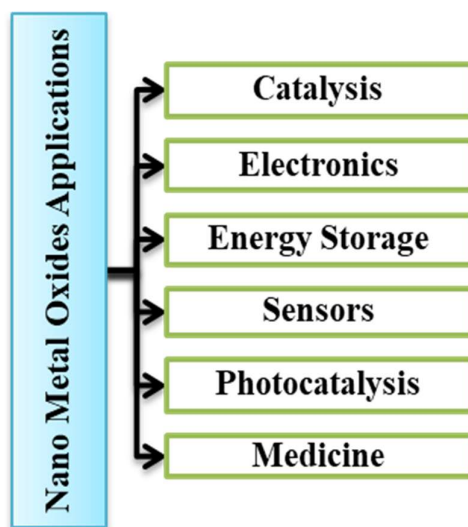 Nano Metal Oxides Applications
Catalysis
Electronics
Energy Storage
Sensors
Photocatalysis
Medicine